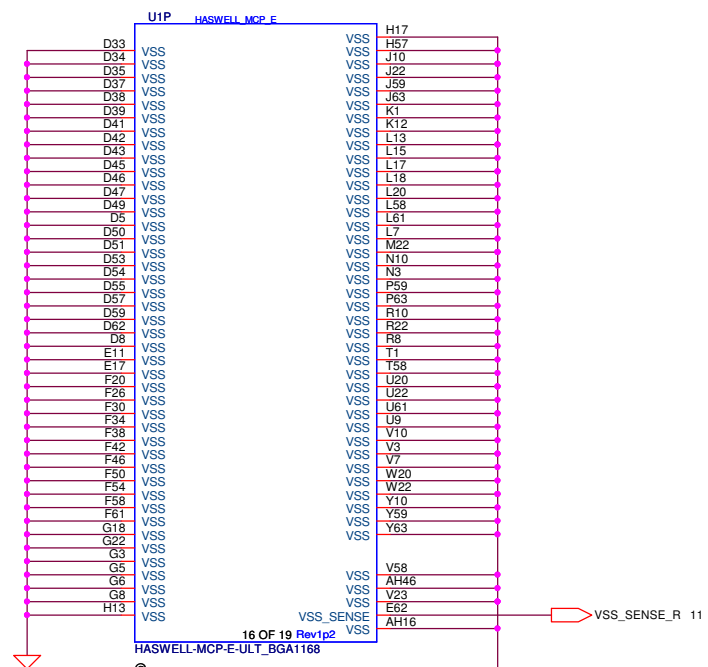 U1P HASWELL_MCP_E
VSS H17
D33 VSS VSS H57
D34 VSS VSS J10
D35 VSS VSS J22
D37 VSS VSS J59
D38 VSS VSS J63
D39 VSS VSS K1
D41 VSS VSS K12
D42 VSS VSS L13
D43 VSS VSS L15
D45 VSS VSS L17
D46 VSS VSS L18
D47 VSS VSS L20
D49 VSS VSS L58
D5 VSS VSS L61
D50 VSS VSS L7
D51 VSS VSS M22
D53 VSS VSS N10
D54 VSS VSS N3
D55 VSS VSS P59
D57 VSS VSS P63
D59 VSS VSS R10
D62 VSS VSS R22
D8 VSS VSS R8
E11 VSS VSS T1
E17 VSS VSS T58
F20 VSS VSS U20
F26 VSS VSS U22
F30 VSS VSS U61
F34 VSS VSS U9
F38 VSS VSS V10
F42 VSS VSS V3
F46 VSS VSS V7
F50 VSS VSS W20
F54 VSS VSS W22
F58 VSS VSS Y10
F61 VSS VSS Y59
G18 VSS VSS Y63
G22 VSS
G3 VSS
G5 VSS VSS V58
G6 VSS VSS AH46
G8 VSS VSS V23
H13 VSS VSS_SENSE E62 VSS_SENSE_R 11
VSS AH16
16 OF 19 Rev1p2
HASWELL-MCP-E-ULT_BGA1168